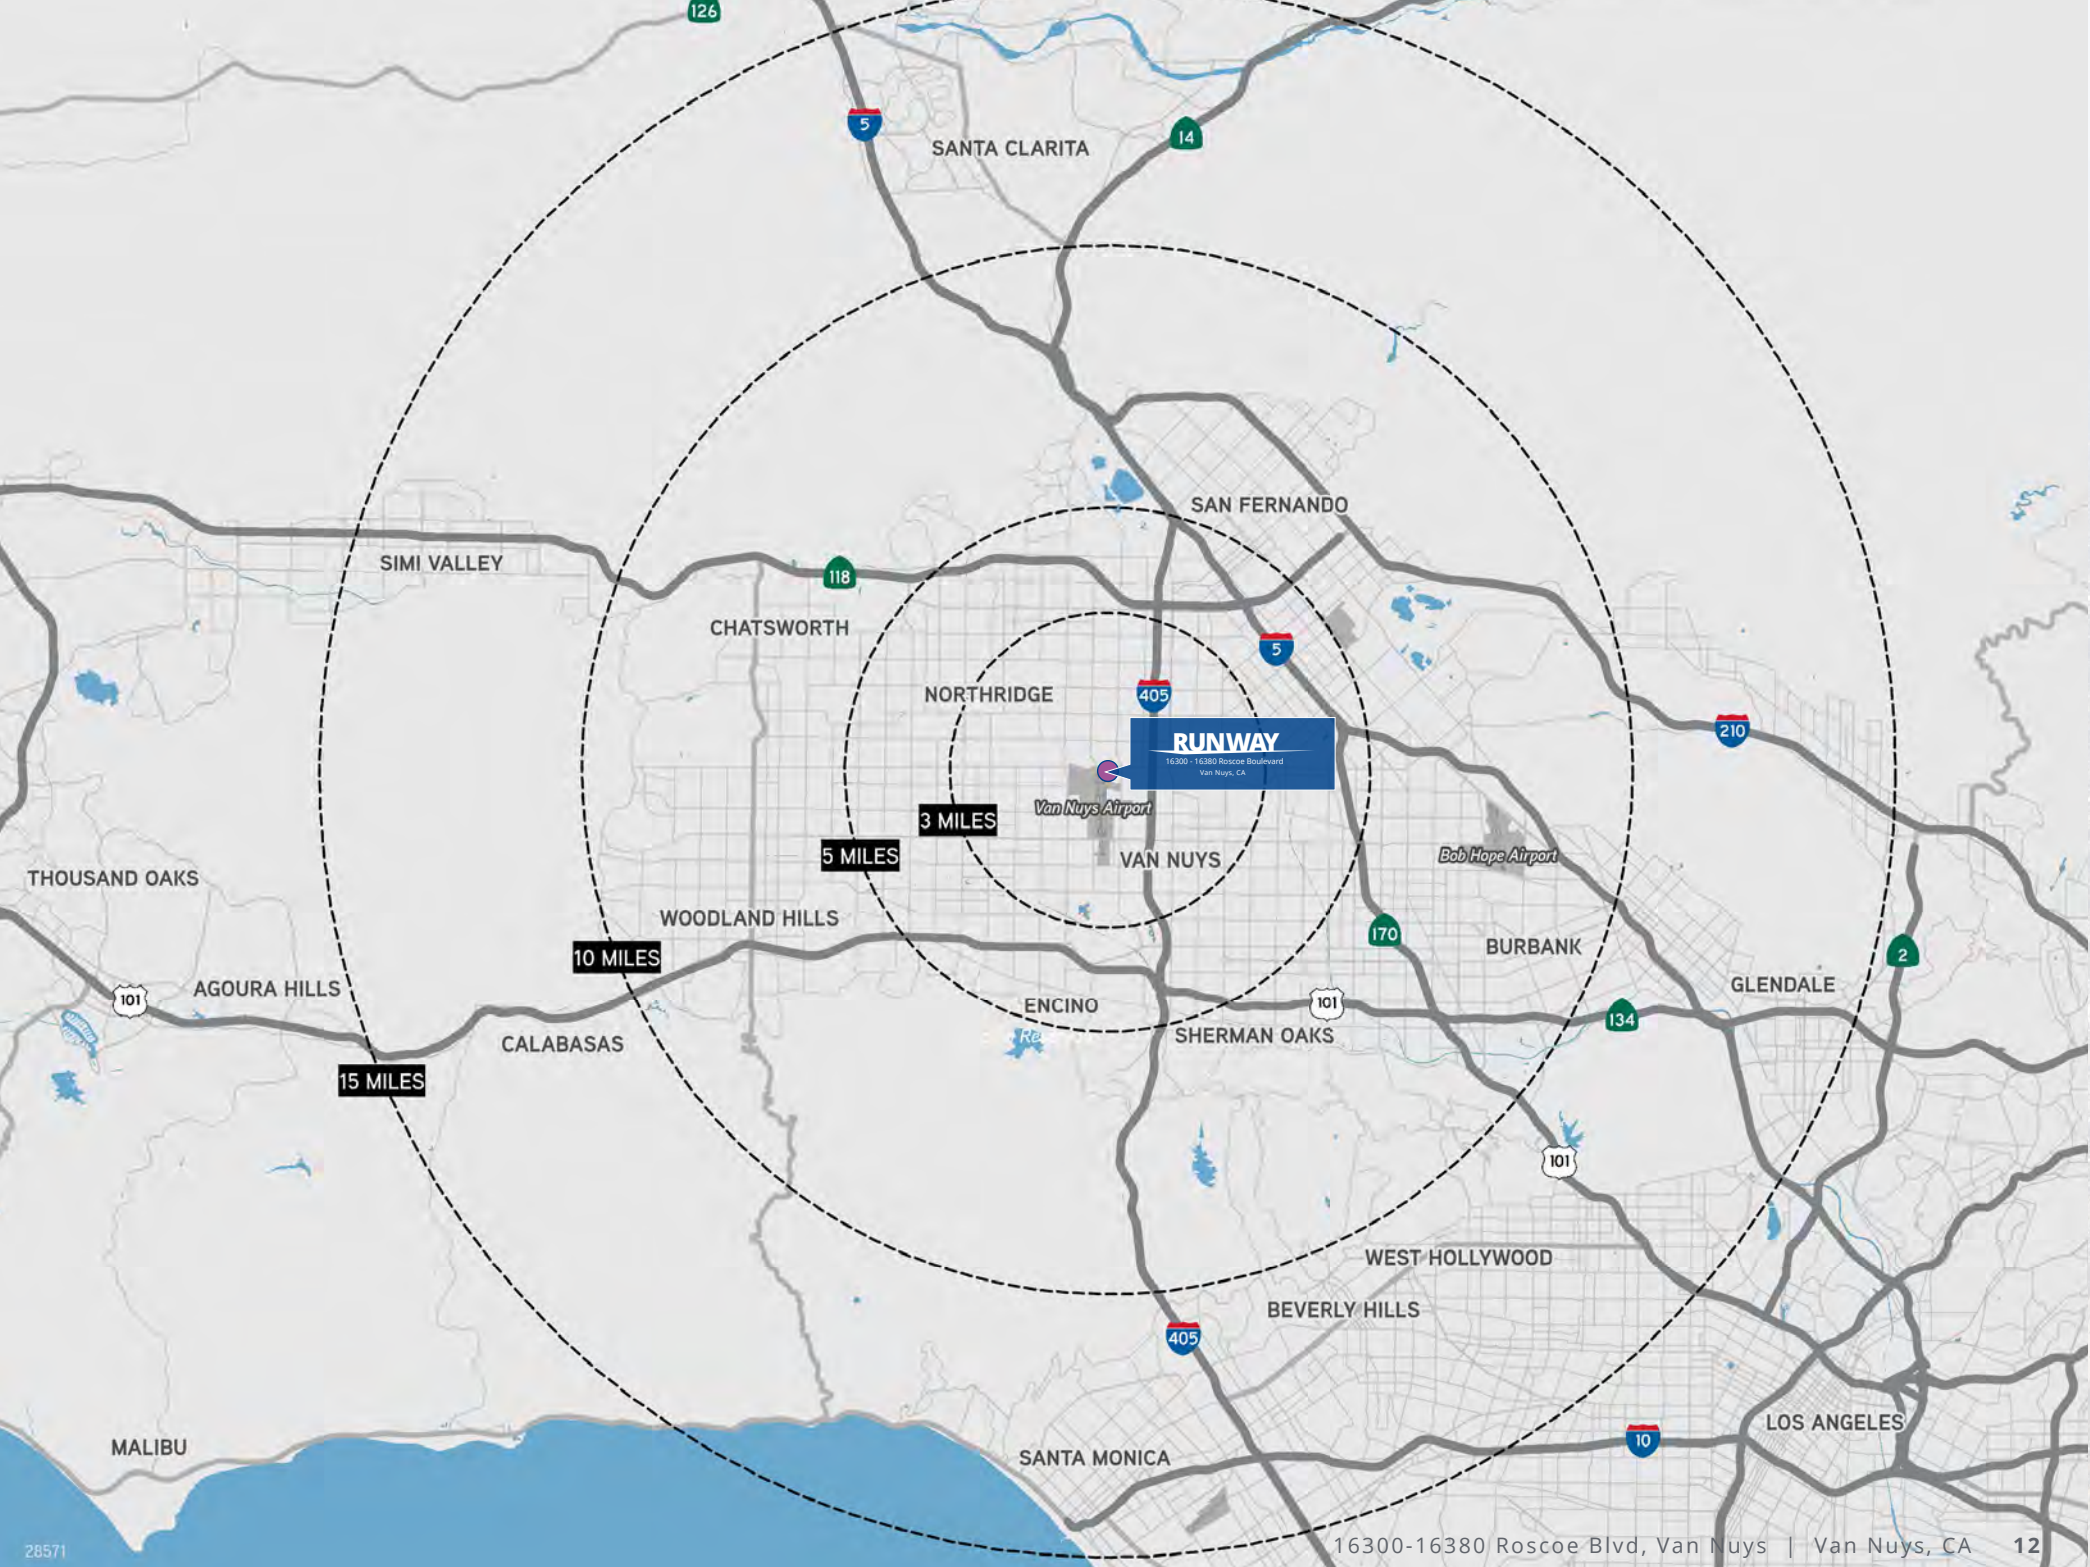 126
5
SANTA CLARITA
14
SAN FERNANDO
SIMI VALLEY
118
CHATSWORTH
5
NORTHRIDGE
405
RUNWAY
16300 - 16380 Roscoe Boulevard
Van Nuys, CA
210
Van Nuys Airport
3 MILES
5 MILES
VAN NUYS
Bob Hope Airport
THOUSAND OAKS
WOODLAND HILLS
170
BURBANK
2
10 MILES
AGOURA HILLS
101
ENCINO
101
GLENDALE
134
SHERMAN OAKS
CALABASAS
15 MILES
101
WEST HOLLYWOOD
BEVERLY HILLS
405
LOS ANGELES
10
MALIBU
SANTA MONICA
28571
16300-16380 Roscoe Blvd, Van Nuys | Van Nuys, CA 12